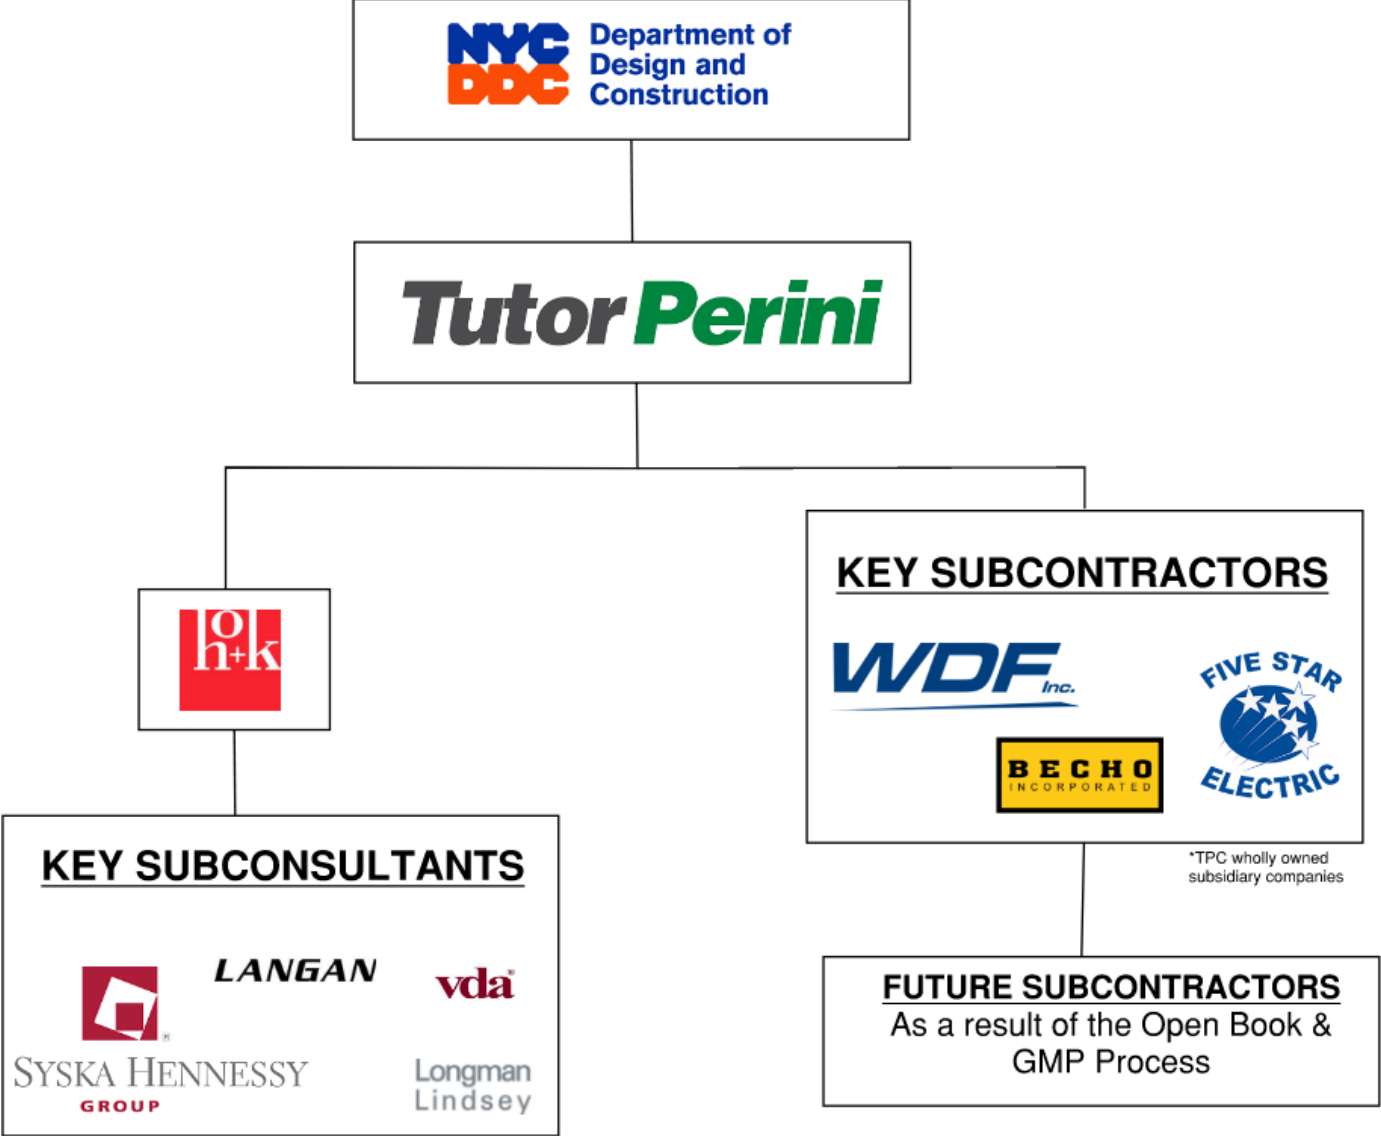 NYC
DDC
Department of
Design and
Construction
Tutor Perini
ho+k
KEY SUBCONTRACTORS
WDF Inc.
FIVE STAR
ELECTRIC
BECHO
INCORPORATED
*TPC wholly owned
subsidiary companies
KEY SUBCONSULTANTS
LANGAN
vda®
®
SYSKA HENNESSY
GROUP
Longman
Lindsey
FUTURE SUBCONTRACTORS
As a result of the Open Book &
GMP Process